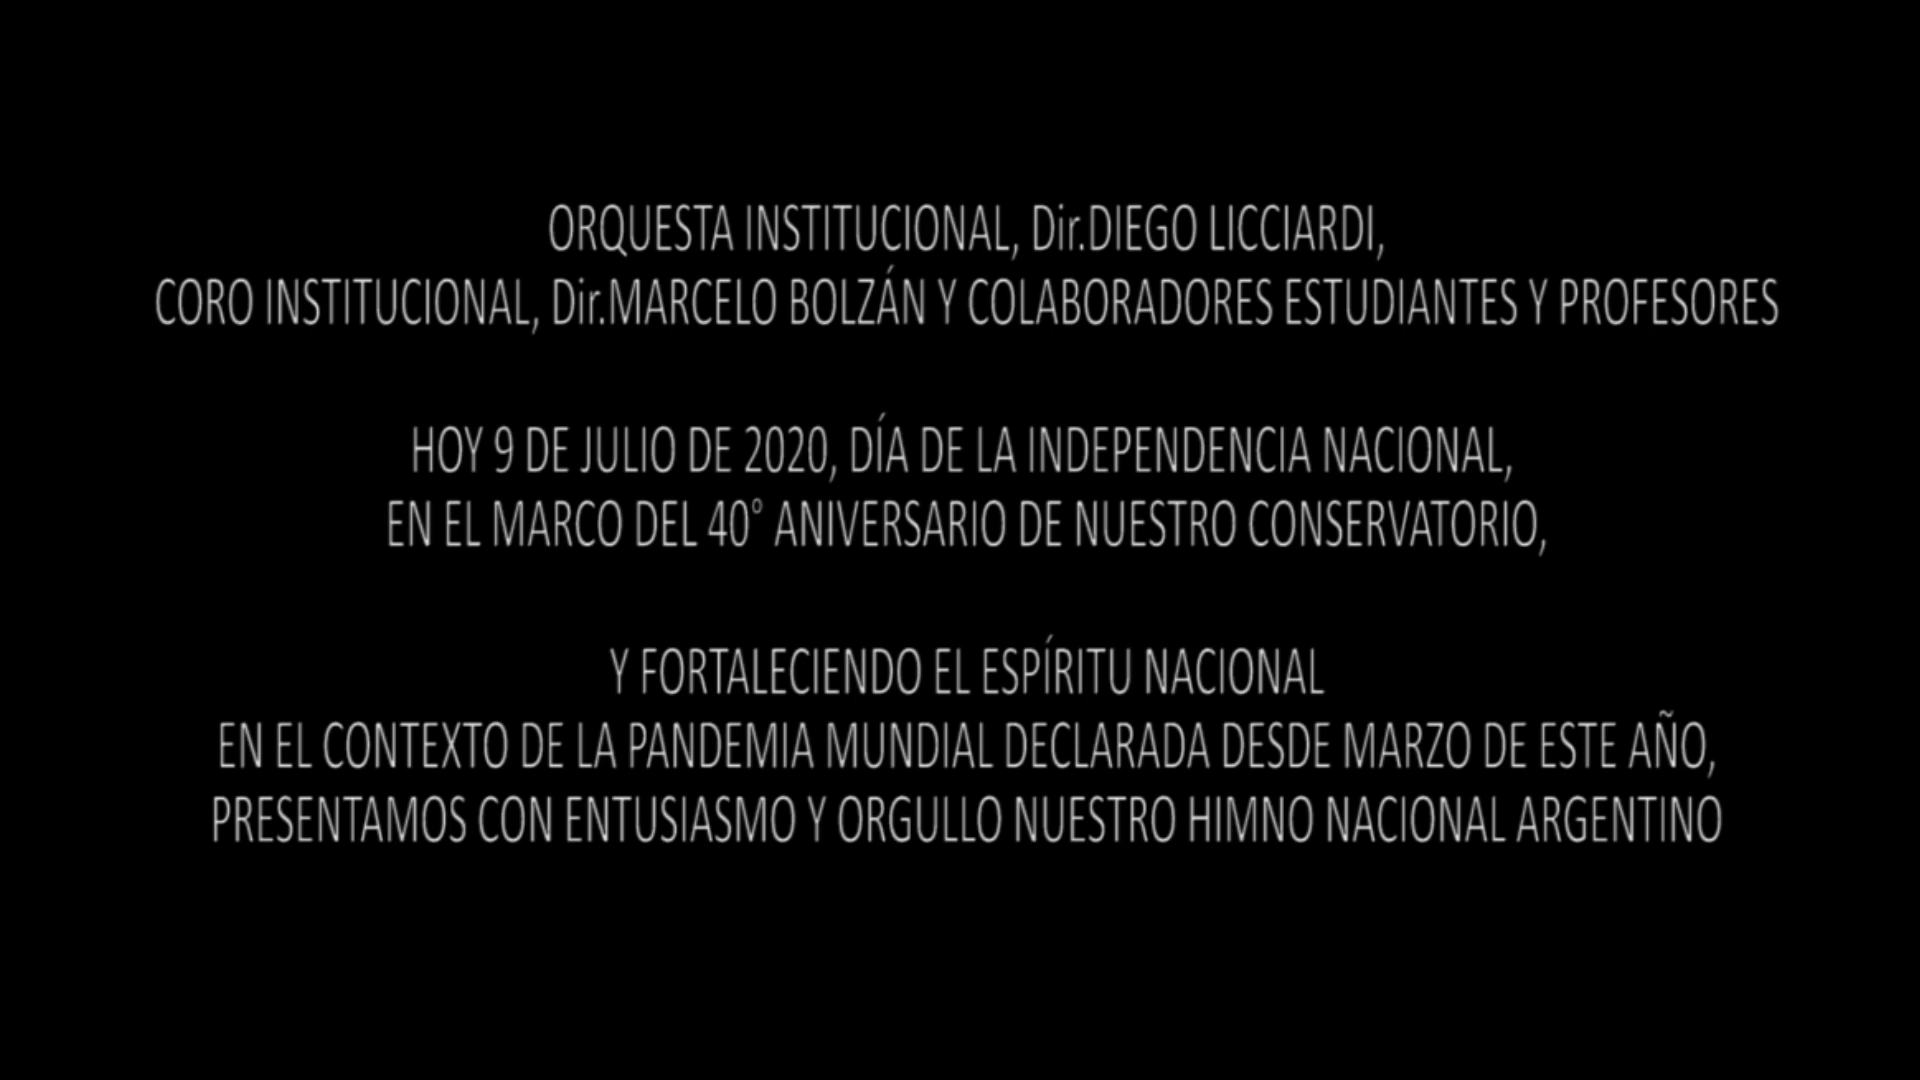 ORQUESTA INSTITUCIONAL, Dir.DIEGO LICCIARDI,
CORO INSTITUCIONAL, Dir.MARCELO BOLZÁN Y COLABORADORES ESTUDIANTES Y PROFESORES
HOY 9 DE JULIO DE 2020, DÍA DE LA INDEPENDENCIA NACIONAL,
EN EL MARCO DEL 40° ANIVERSARIO DE NUESTRO CONSERVATORIO,
Y FORTALECIENDO EL ESPÍRITU NACIONAL
EN EL CONTEXTO DE LA PANDEMIA MUNDIAL DECLARADA DESDE MARZO DE ESTE AÑO,
PRESENTAMOS CON ENTUSIASMO Y ORGULLO NUESTRO HIMNO NACIONAL ARGENTINO